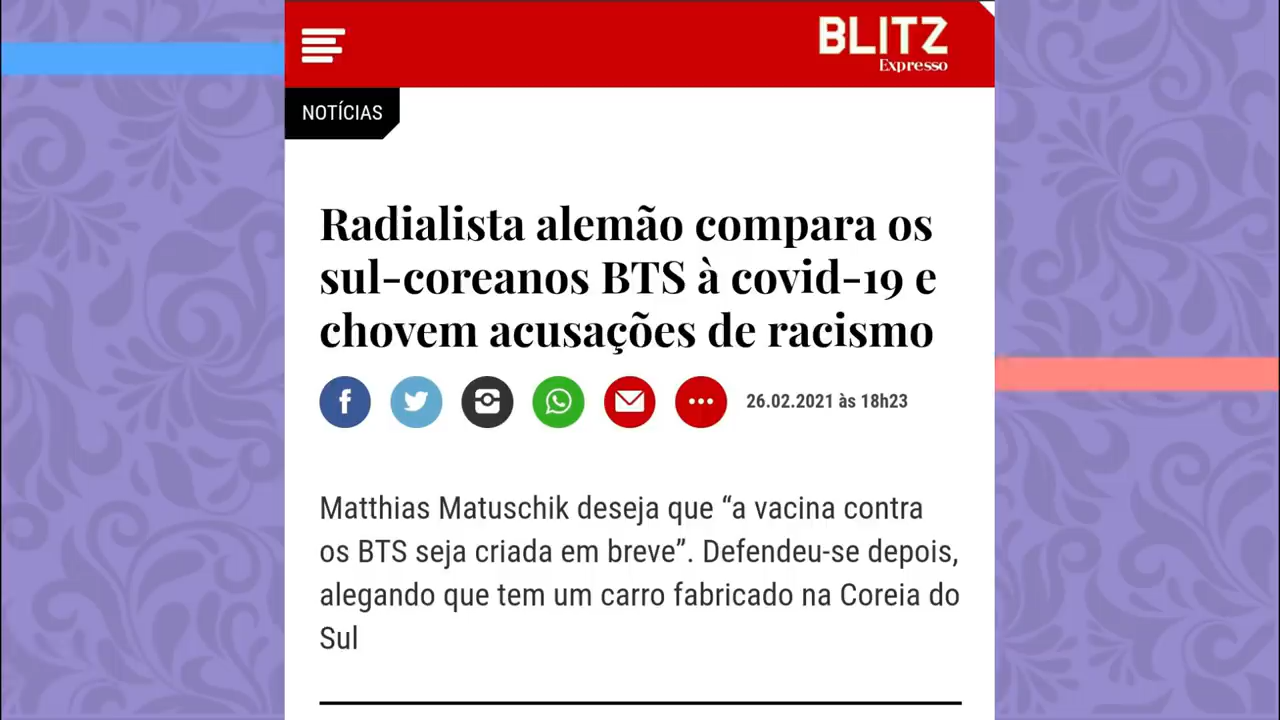 BLITZ
Expresso
NOTÍCIAS
Radialista alemão compara os
sul-coreanos BTS à covid-19 e
chovem acusações de racismo
26.02.2021 às 18h23
Matthias Matuschik deseja que “a vacina contra
os BTS seja criada em breve”. Defendeu-se depois,
alegando que tem um carro fabricado na Coreia do
Sul